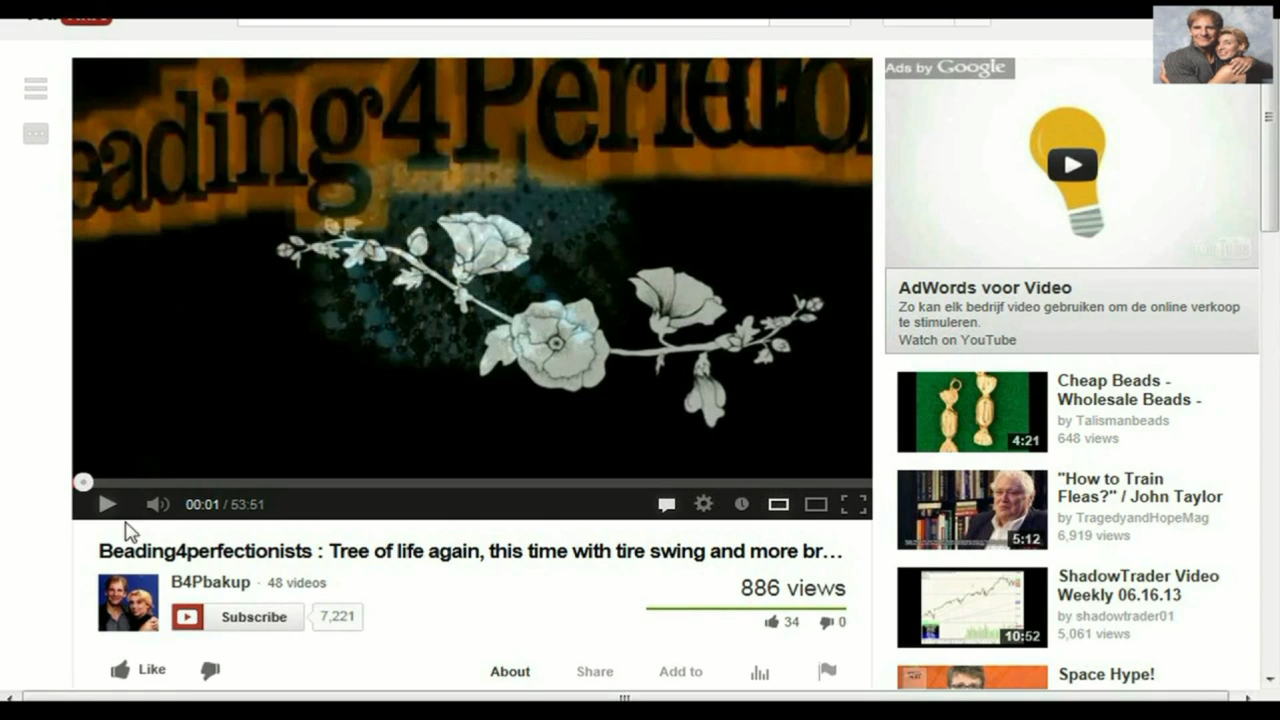 eading4Perfectio
Ads by Google
AdWords voor Video
Zo kan elk bedrijf video gebruiken om de online verkoop
te stimuleren.
Watch on YouTube
Cheap Beads -
Wholesale Beads -
by Talismanbeads
648 views
4:21
"How to Train
Fleas?" / John Taylor
by TragedyandHopeMag
6,919 views
5:12
ShadowTrader Video
Weekly 06.16.13
by shadowtrader01
5,061 views
10:52
Space Hype!
00:01 / 53:51
Beading4perfectionists : Tree of life again, this time with tire swing and more br...
B4Pbakup · 48 videos
Subscribe 7,221
886 views
34 0
Like
About Share Add to